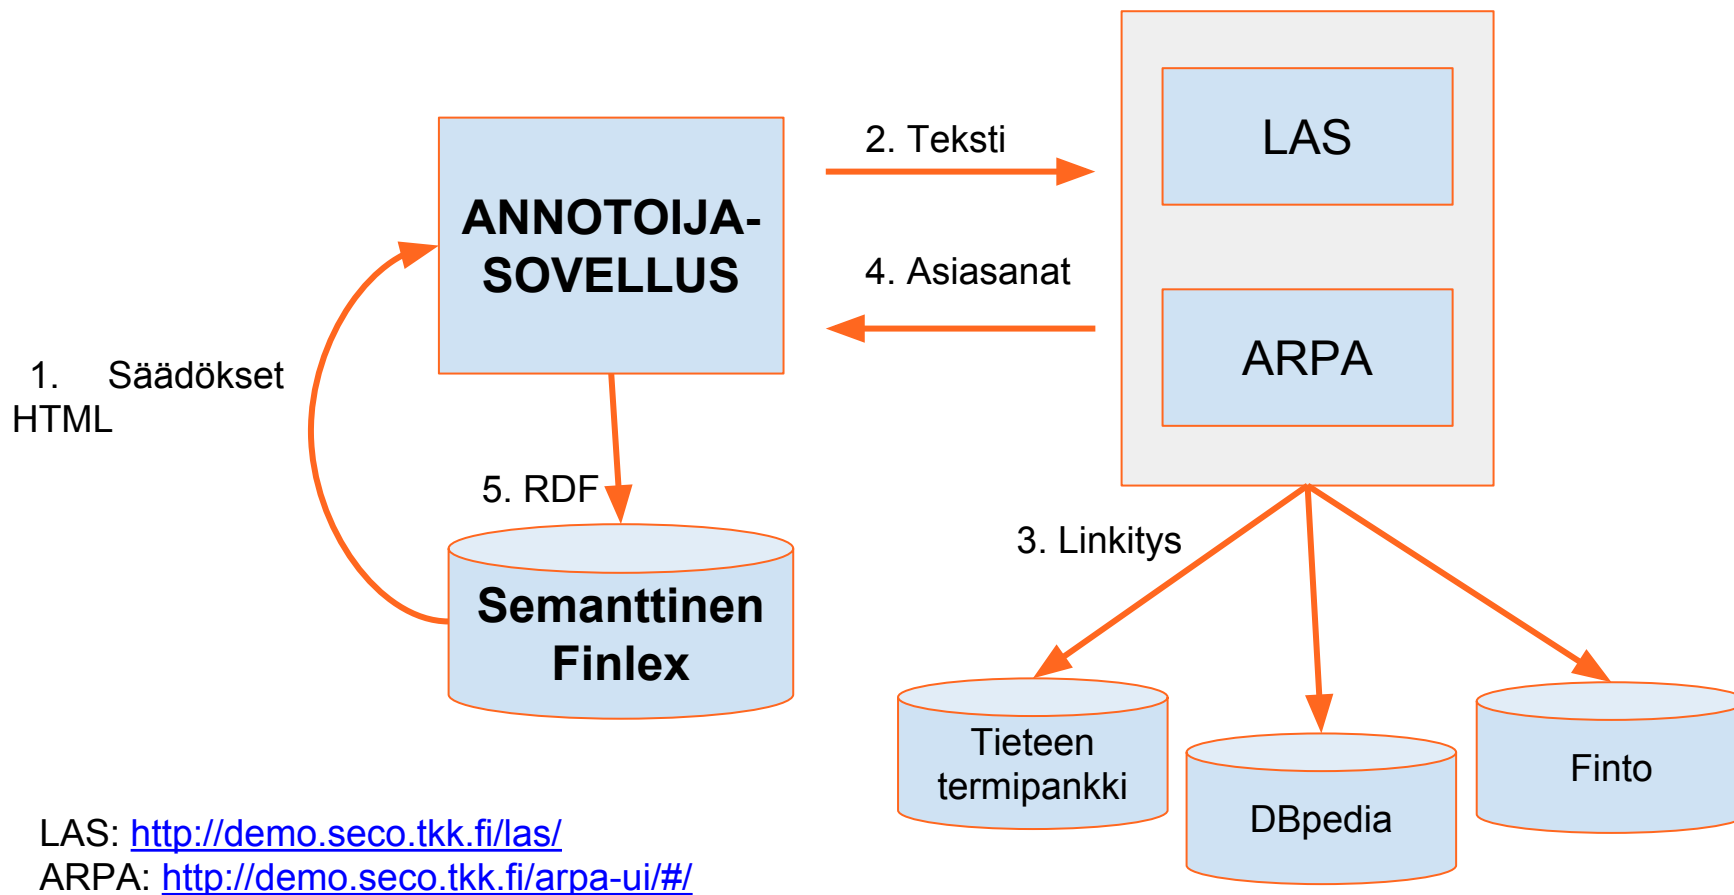 2. Teksti
LAS
ANNOTOIJA-
SOVELLUS
4. Asiasanat
ARPA
1. Säädökset
HTML
5. RDF
3. Linkitys
Semanttinen
Finlex
Tieteen
termipankki
DBpedia
Finto
LAS: http://demo.seco.tkk.fi/las/
ARPA: http://demo.seco.tkk.fi/arpa-ui/#/